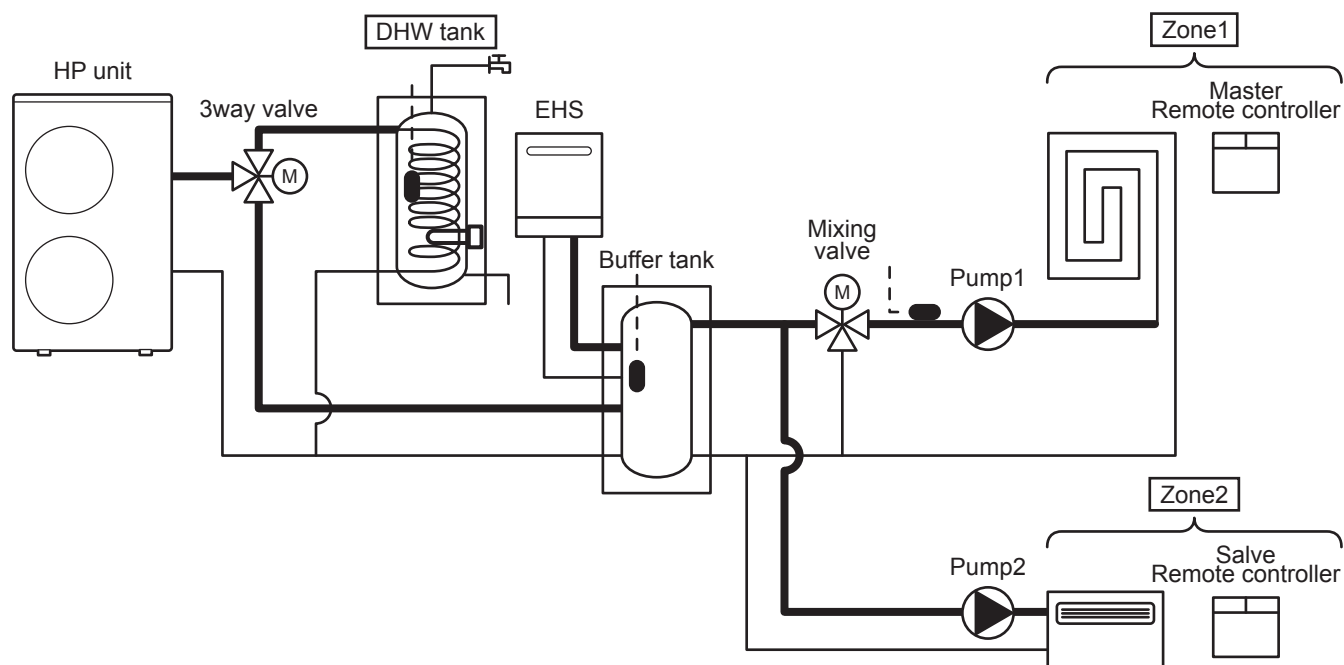 DHW tank
Zone1
HP unit
3way valve
EHS
Master
Remote controller
M
Mixing
valve
Buffer tank
M
Pump1
Zone2
Salve
Remote controller
Pump2